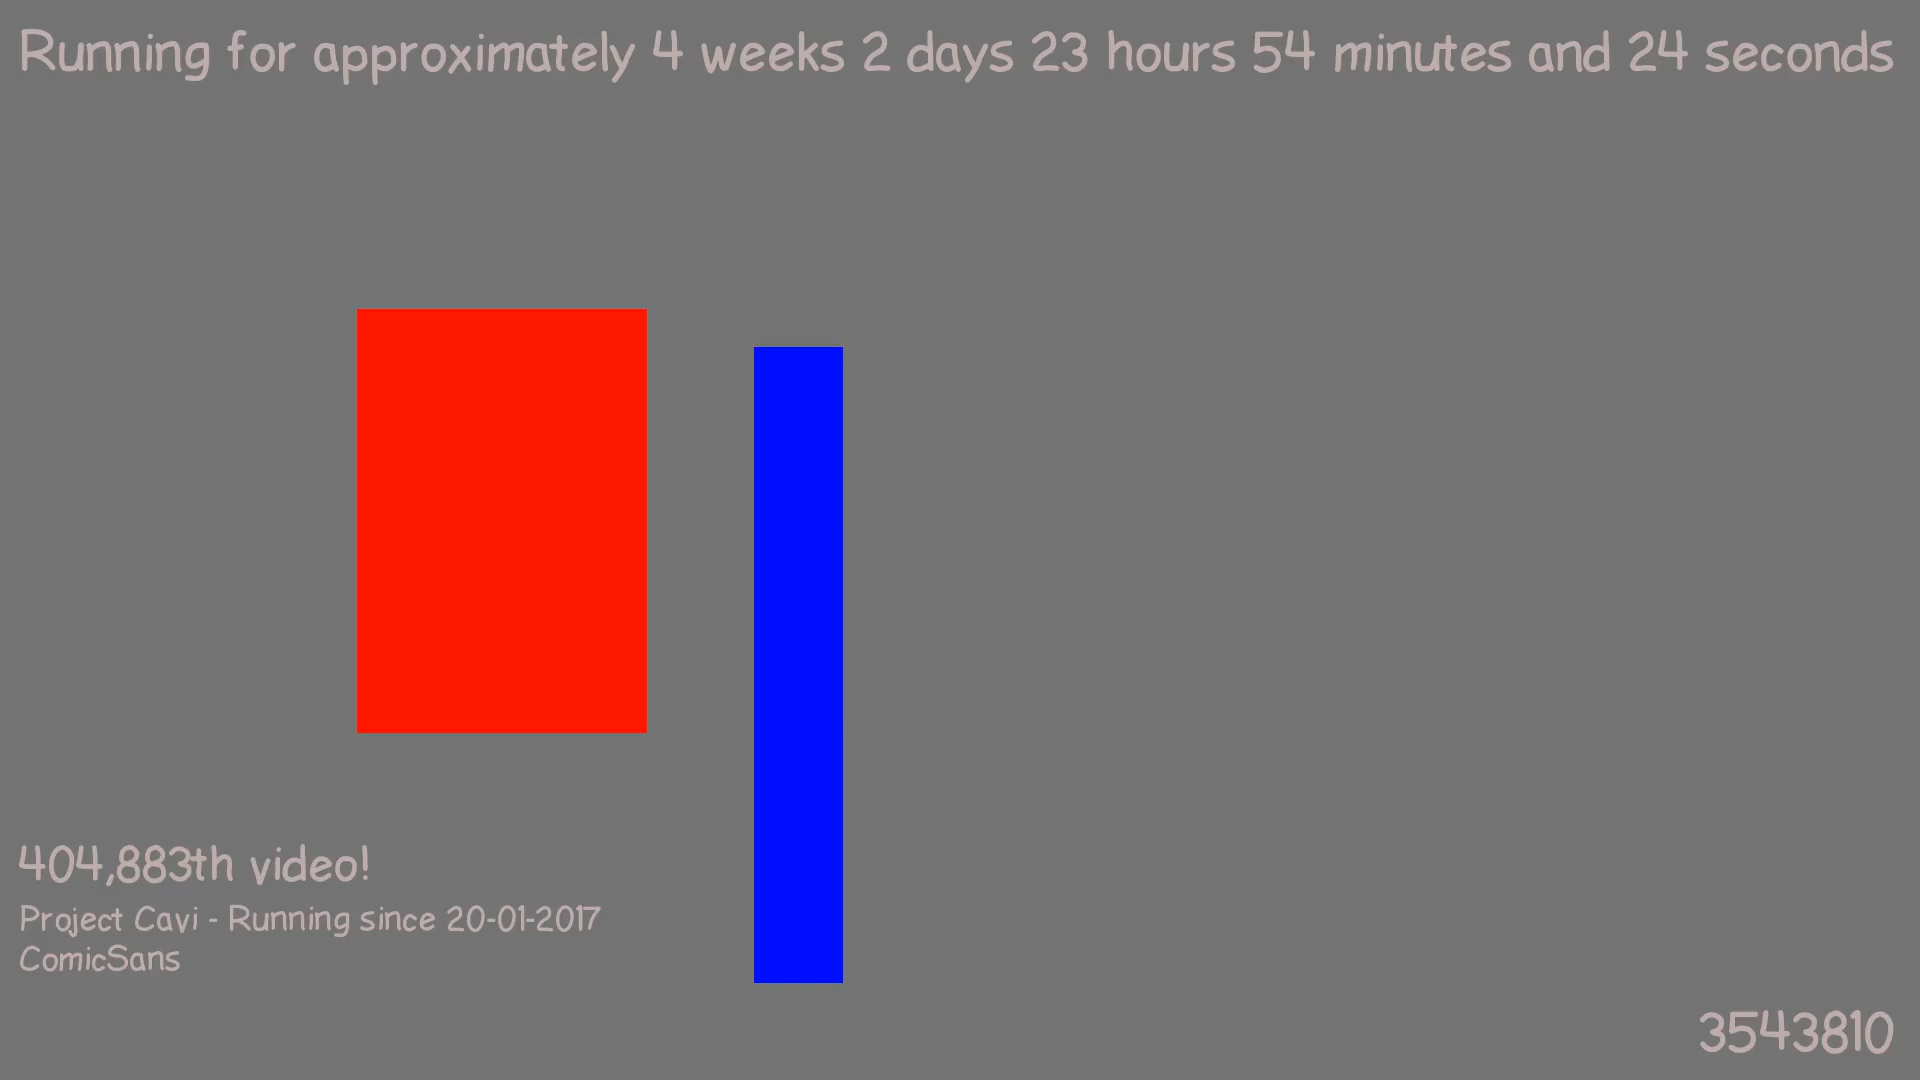 Running for approximately 4 weeks 2 days 23 hours 54 minutes and 24 seconds
404,883th video!
Project Cavi - Running since 20-01-2017
ComicSans
3543810